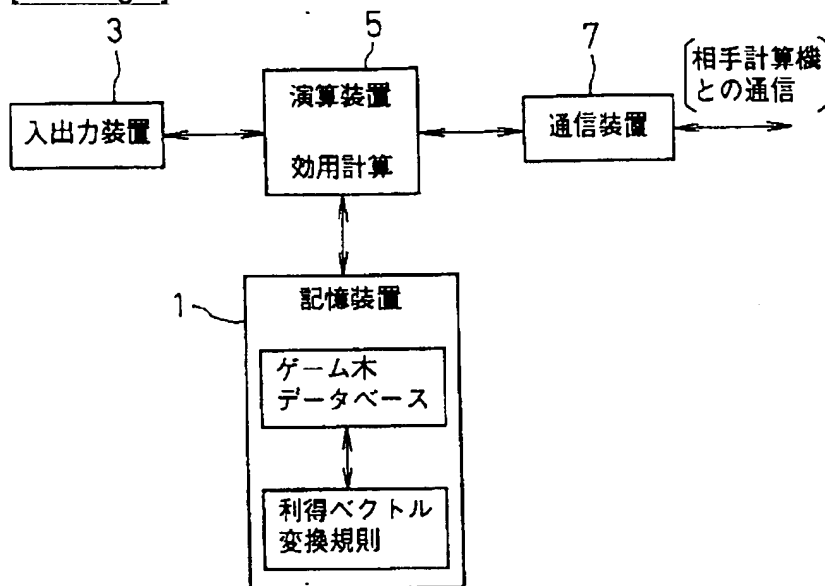 3
5
7
入出力装置
演算装置
効用計算
通信装置
相手計算機
との通信
1
記憶装置
ゲーム木
データベース
利得ベクトル
変換規則